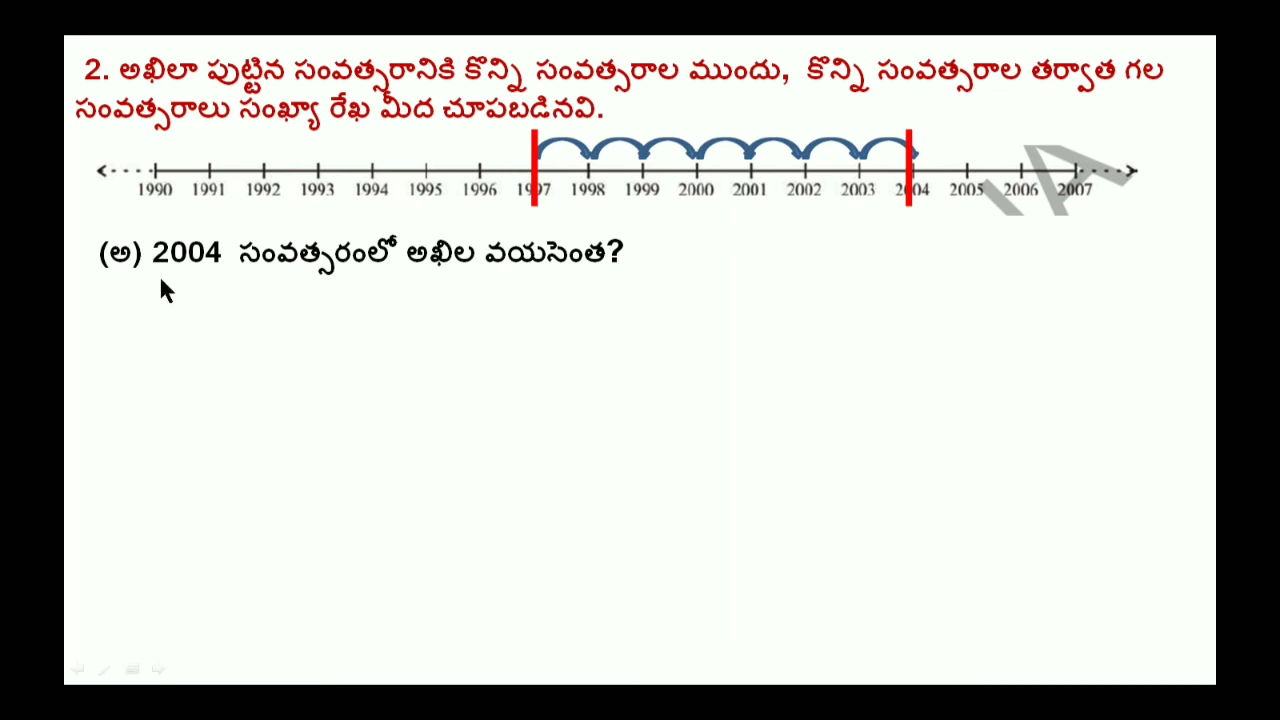 2. అఖిలా పుట్టిన సంవత్సరానికి కొన్ని సంవత్సరాల ముందు, కొన్ని సంవత్సరాల తర్వాత గల
సంవత్సరాలు సంఖ్యా రేఖ మీద చూపబడినవి.
1990 1991 1992 1993 1994 1995 1996 1997 1998 1999 2000 2001 2002 2003 2004 2005 2006 2007
(అ) 2004 సంవత్సరంలో అఖిల వయసెంత?